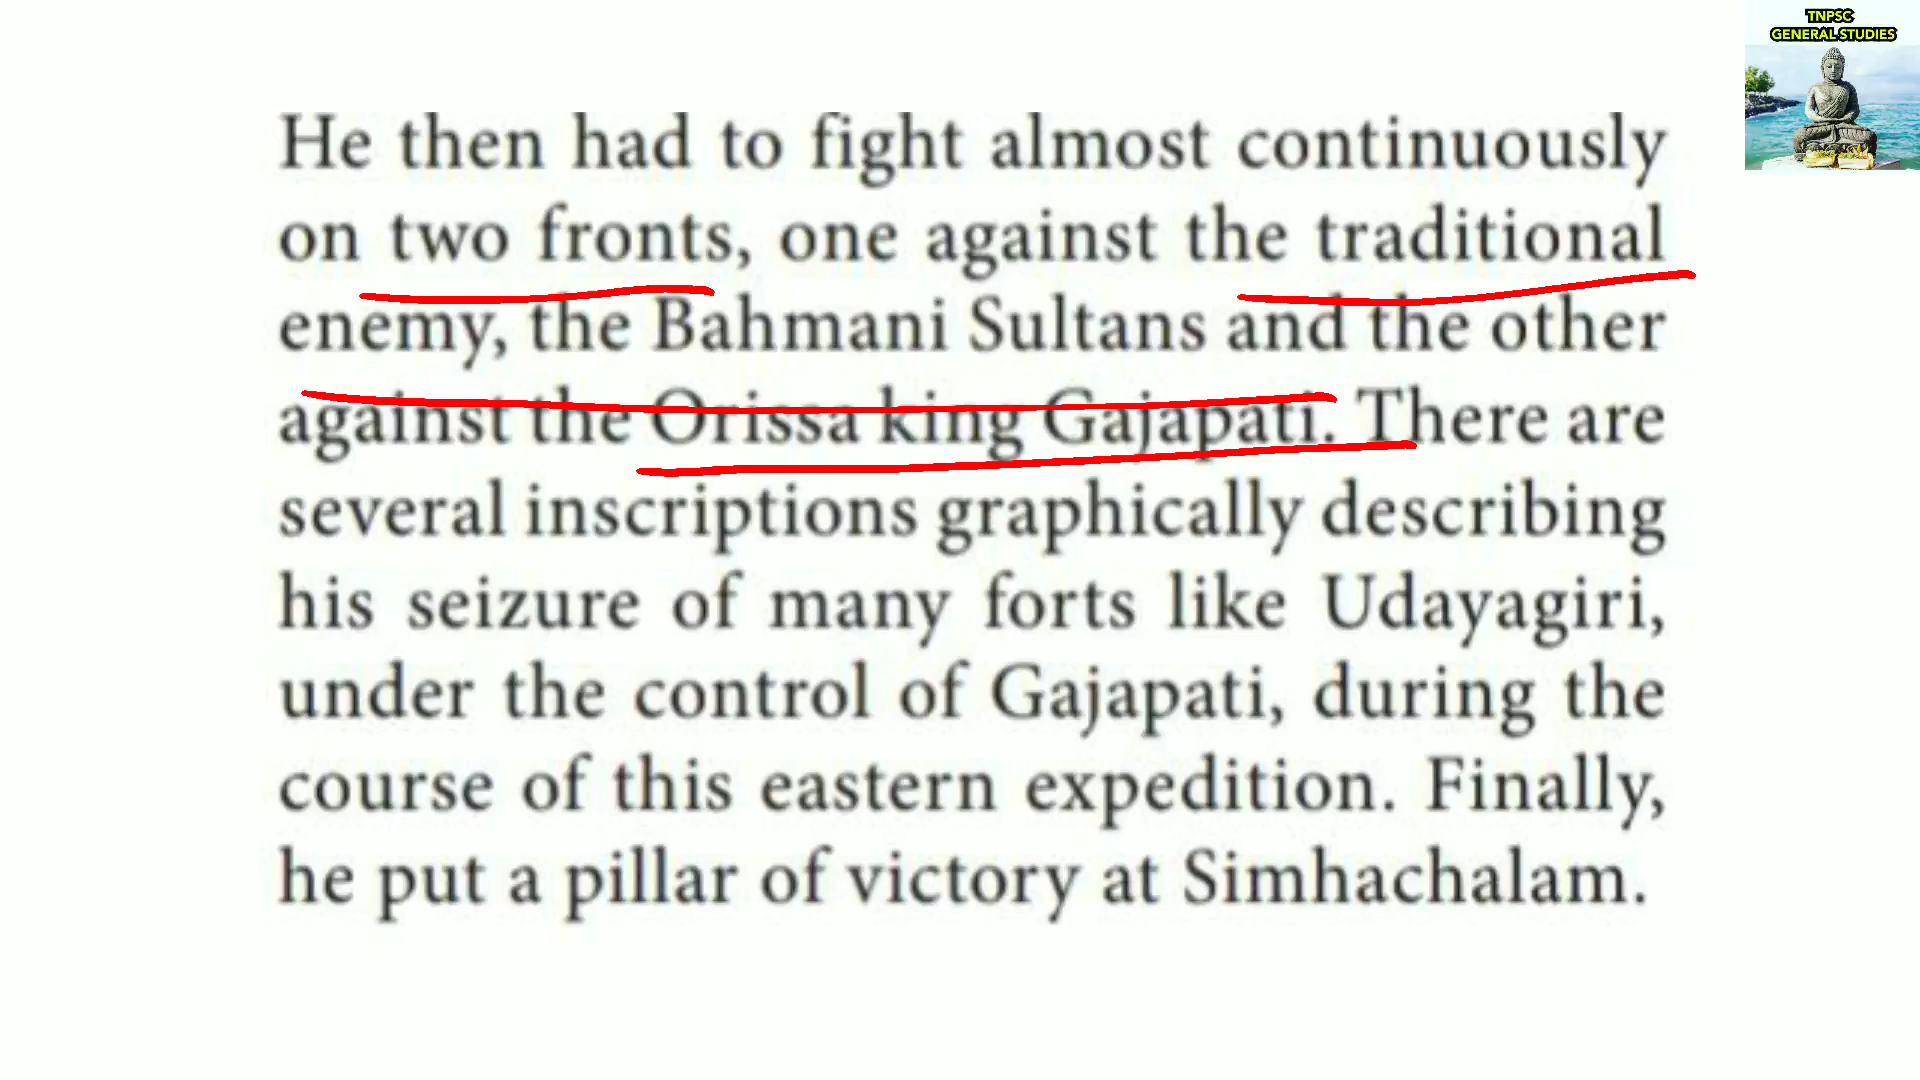 TNPSC
GENERAL STUDIES
He then had to fight almost continuously
on two fronts, one against the traditional
enemy, the Bahmani Sultans and the other
against the Orissa king Gajapati. There are
several inscriptions graphically describing
his seizure of many forts like Udayagiri,
under the control of Gajapati, during the
course of this eastern expedition. Finally,
he put a pillar of victory at Simhachalam.